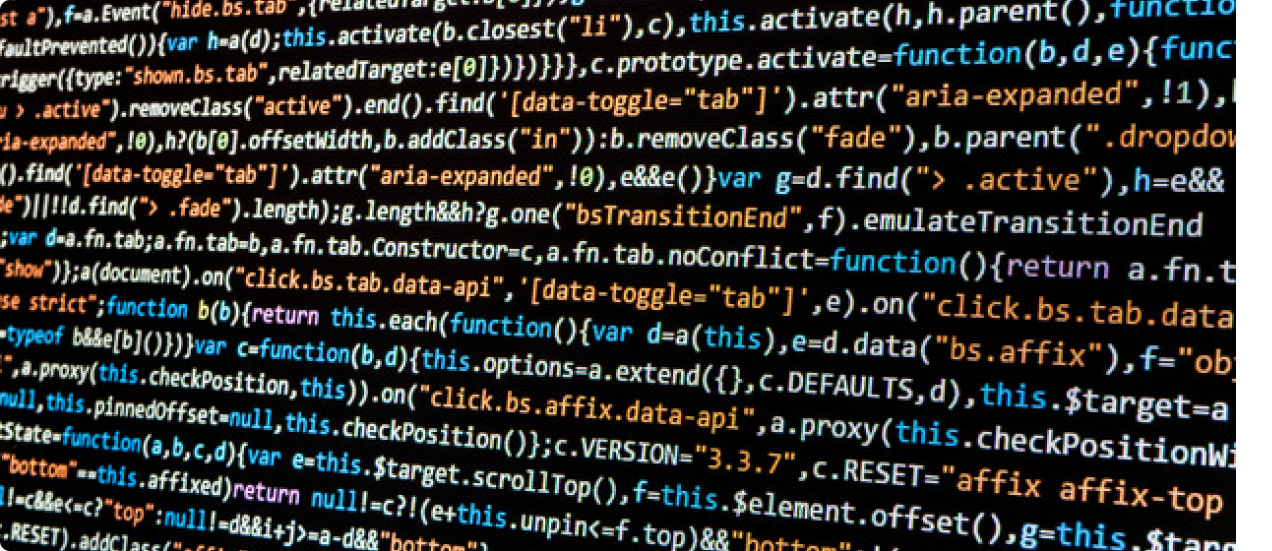 st a"),f=a.Event("hide.bs.tab",{relatedTarget:b[0]});g
faultPrevented()){var h=a(d);this.activate(b.closest("li"),c),this.activate(h,h.parent(),functio
rigger({type:"shown.bs.tab",relatedTarget:e[0]})})}}},c.prototype.activate=function(b,d,e){func
u > .active").removeClass("active").end().find('[data-toggle="tab"]').attr("aria-expanded",!1),
ia-expanded",!0),h?(b[0].offsetWidth,b.addClass("in")):b.removeClass("fade"),b.parent(".dropdow
().find('[data-toggle="tab"]').attr("aria-expanded",!0),e&&e()}var g=d.find("> .active"),h=e&&
de")||!!d.find("> .fade").length);g.length&&h?g.one("bsTransitionEnd",f).emulateTransitionEnd
;var d=a.fn.tab;a.fn.tab=b,a.fn.tab.Constructor=c,a.fn.tab.noConflict=function(){return a.fn.t
"show")};a(document).on("click.bs.tab.data-api",'[data-toggle="tab"]',e).on("click.bs.tab.data
se strict";function b(b){return this.each(function(){var d=a(this),e=d.data("bs.affix"),f="ob
=typeof b&&e[b]()})}var c=function(b,d){this.options=a.extend({},c.DEFAULTS,d),this.$target=a
",a.proxy(this.checkPosition,this)).on("click.bs.affix.data-api",a.proxy(this.checkPositionWi
null,this.pinnedOffset=null,this.checkPosition()};c.VERSION="3.3.7",c.RESET="affix affix-top
tState=function(a,b,c,d){var e=this.$target.scrollTop(),f=this.$element.offset(),g=this.$targ
"bottom"==this.affixed)return null!=c?!(e+this.unpin<=f.top)&&"bottom"
l!=c&&e<=c?"top":null!=d&&i+j>=a-d&&"bottom"
.RESET).addClass("